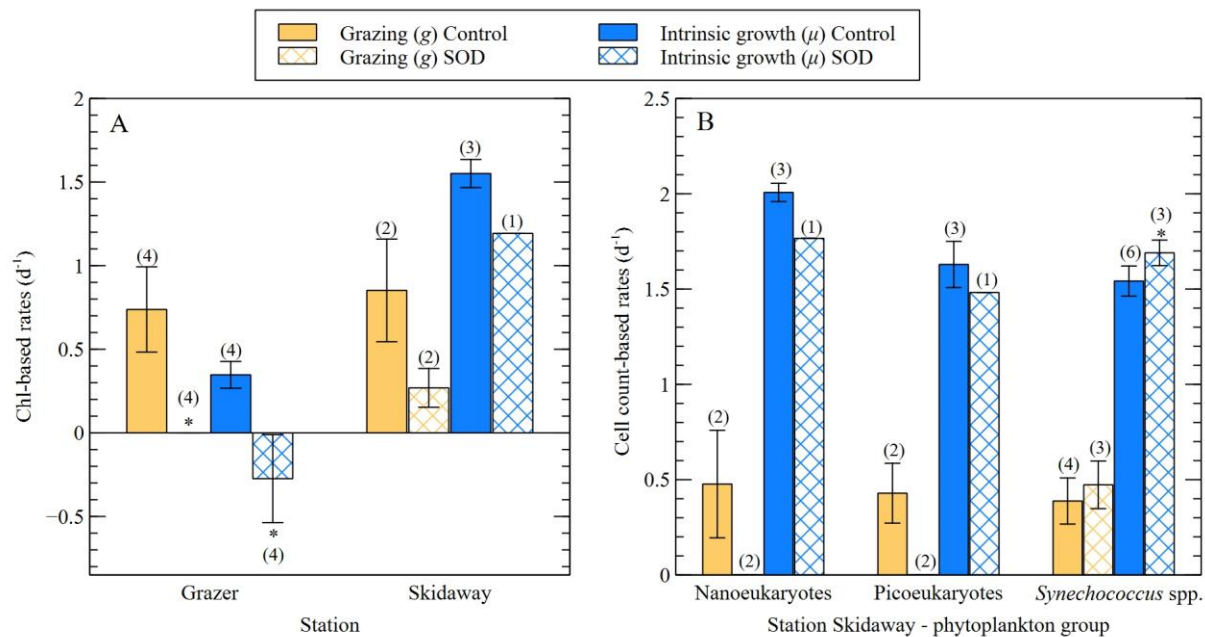 Grazing (g) Control
Intrinsic growth (μ) Control
Grazing (g) SOD
Intrinsic growth (μ) SOD
A
Chl-based rates (d⁻¹)
2
1.5
1
0.5
0
−0.5
(4)
(4)
*
(4)
*
(4)
(2)
(2)
(3)
(1)
Grazer
Skidaway
Station
B
Cell count-based rates (d⁻¹)
2.5
2
1.5
1
0.5
0
(2)
(2)
(3)
(1)
(2)
(2)
(3)
(1)
(4)
(3)
(6)
(3)
*
Nanoeukaryotes
Picoeukaryotes
Synechococcus spp.
Station Skidaway - phytoplankton group